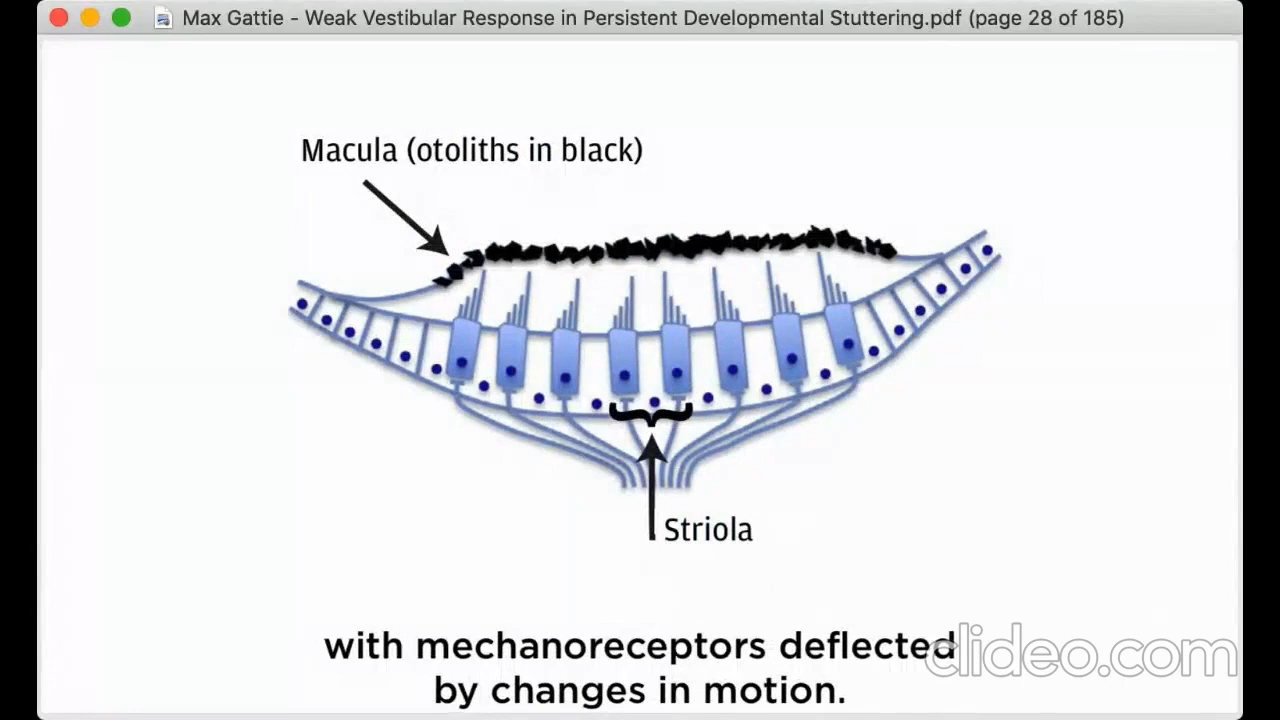 Max Gattie - Weak Vestibular Response in Persistent Developmental Stuttering.pdf (page 28 of 185)
Macula (otoliths in black)
Striola
with mechanoreceptors deflected
by changes in motion.
clideo.com